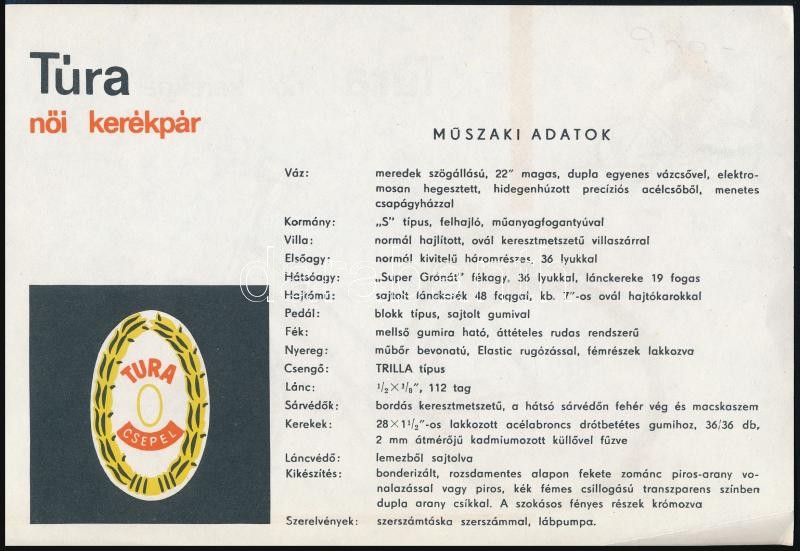 Túra
női kerékpár
MŰSZAKI ADATOK
Váz: meredek szögállású, 22" magas, dupla egyenes vázcsővel, elektro-
mosan hegesztett, hidegenhúzott precíziós acélcsőből, menetes
csapágyházzal
Kormány: „S" típus, felhajló, műanyagfogantyúval
Villa: normál hajlított, ovál keresztmetszetű villaszárral
Elsőagy: normél kivitelű háromrészes, 36 lyukkal
Hátsóagy: „Super Gránát" fékagy, 36 lyukkal, lánckereke 19 fogas
Hajtómű: sajtolt lánckerék 48 foggal, kb. 7"-os ovál hajtókarokkal
Pedál: blokk típus, sajtolt gumival
Fék: mellső gumira ható, áttételes rudas rendszerű
Nyereg: műbőr bevonatú, Elastic rugózással, fémrészek lakkozva
Csengő: TRILLA típus
Lánc: 1/2×1/8", 112 tag
Sárvédők: bordás keresztmetszetű, a hátsó sárvédőn fehér vég és macskaszem
Kerekek: 28×1 1/2"-os lakkozott acélabroncs drótbetétes gumihoz, 36/36 db,
2 mm átmérőjű kadmiumozott küllővel fűzve
Láncvédő: lemezből sajtolva
Kikészítés: bonderizált, rozsdamentes alapon fekete zománc piros-arany vo-
nalazással vagy piros, kék fémes csillogású transzparens színben
dupla arany csíkkal. A szokásos fényes részek krómozva
Szerelvények: szerszámtáska szerszámmal, lábpumpa.
TURA
CSEPEL